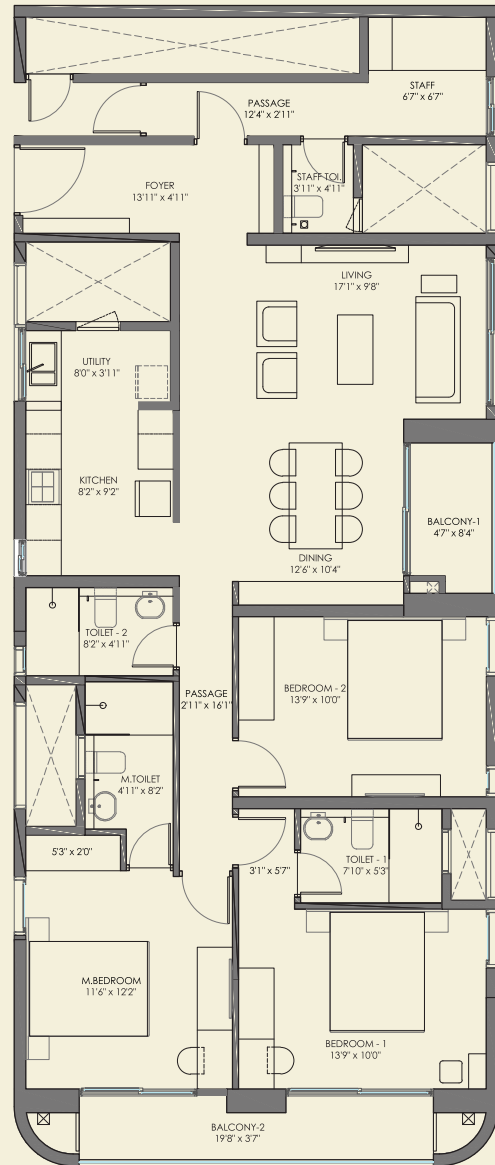 STAFF
6'7" x 6'7"
PASSAGE
12'4" x 2'11"
STAFF TOI.
3'11" x 4'11"
FOYER
13'11" x 4'11"
LIVING
17'1" x 9'8"
UTILITY
8'0" x 3'11"
KITCHEN
8'2" x 9'2"
BALCONY-1
4'7" x 8'4"
DINING
12'6" x 10'4"
TOILET - 2
8'2" x 4'11"
PASSAGE
2'11" x 16'1"
BEDROOM - 2
13'9" x 10'0"
M.TOILET
4'11" x 8'2"
5'3" x 2'0"
3'1" x 5'7"
TOILET - 1
7'10" x 5'3"
M.BEDROOM
11'6" x 12'2"
BEDROOM - 1
13'9" x 10'0"
BALCONY-2
19'8" x 3'7"